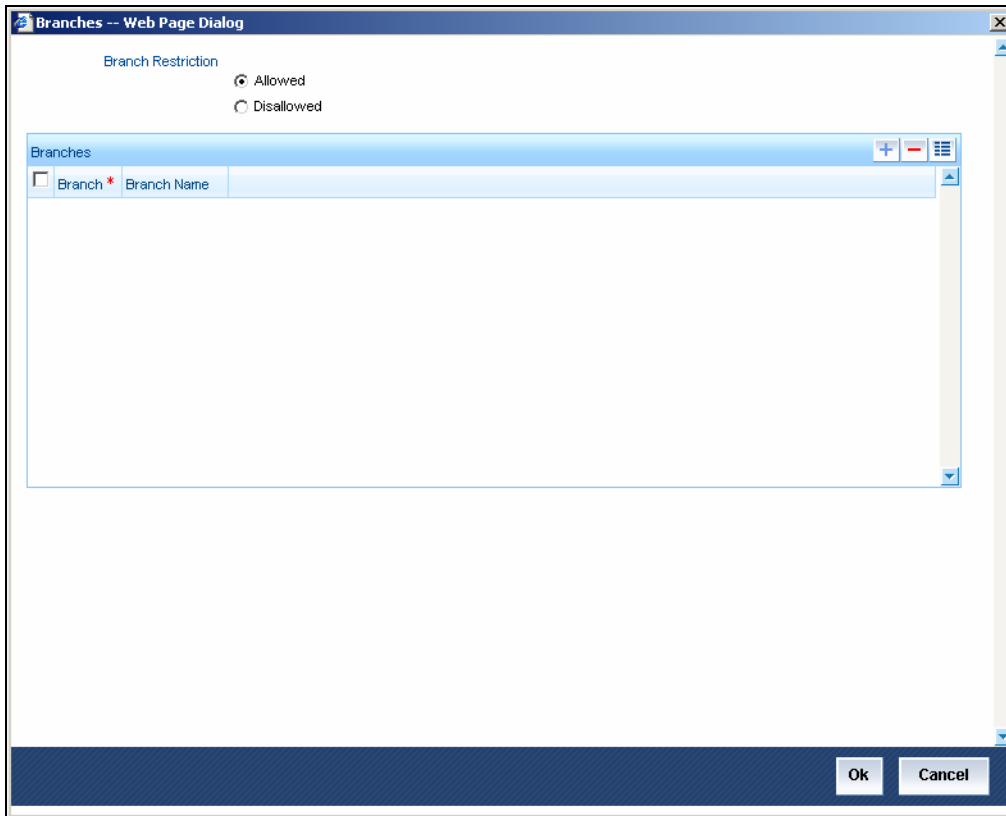 Branches -- Web Page Dialog
Branch Restriction
Allowed
Disallowed
Branches
Branch * Branch Name
Ok Cancel